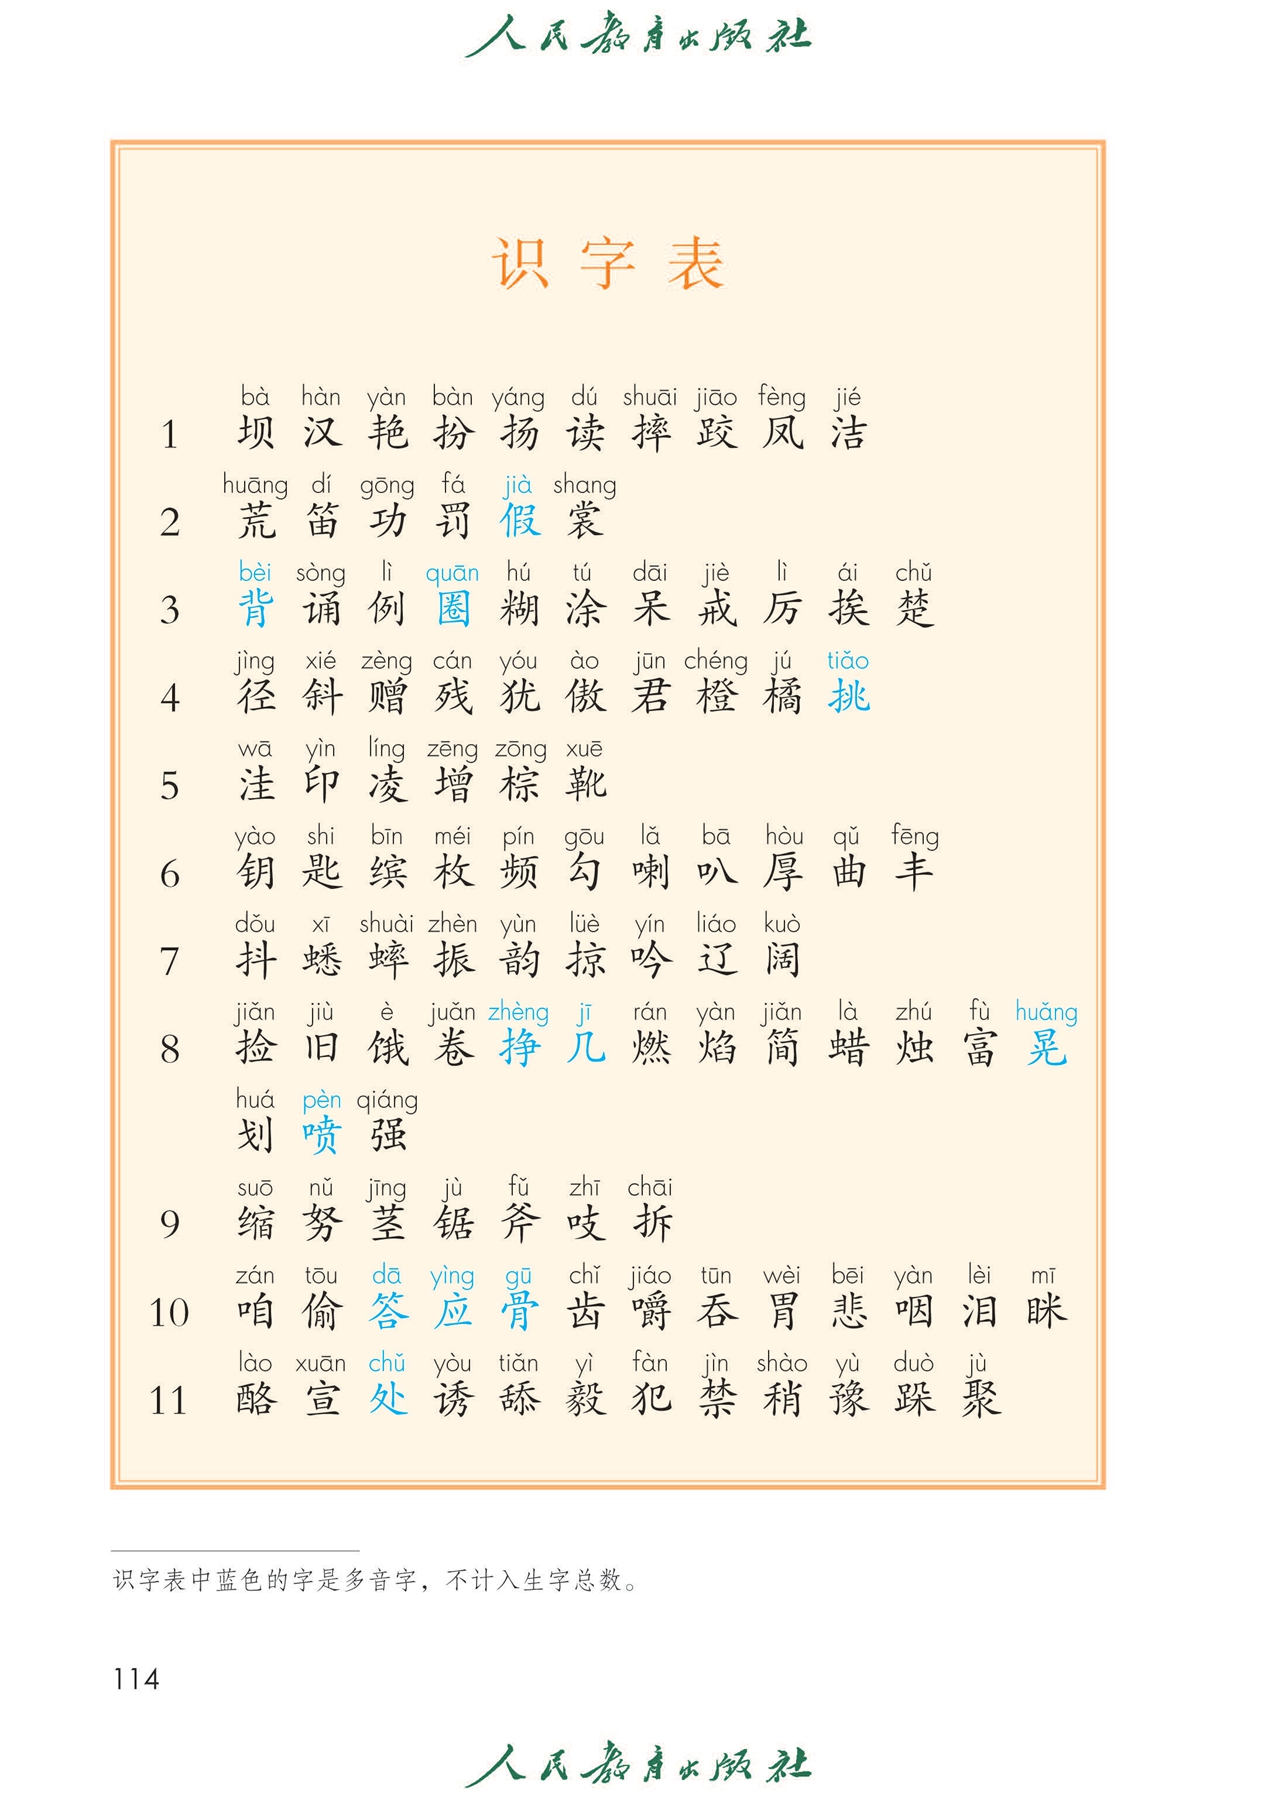 人民教育出版社
识字表
bà hàn yàn bàn yáng dú shuāi jiāo fèng jié
1 坝 汉 艳 扮 扬 读 摔 跤 凤 洁
huāng dí gōng fá jià shang
2 荒 笛 功 罚 假 裳
bèi sòng lì quān hú tú dāi jiè lì ái chǔ
3 背 诵 例 圈 糊 涂 呆 戒 厉 挨 楚
jìng xié zèng cán yóu ào jūn chéng jú tiǎo
4 径 斜 赠 残 犹 傲 君 橙 橘 挑
wā yìn líng zēng zōng xuē
5 洼 印 凌 增 棕 靴
yào shi bīn méi pín gōu lǎ bā hòu qǔ fēng
6 钥 匙 缤 枚 频 勾 喇 叭 厚 曲 丰
dǒu xī shuài zhèn yùn lüè yín liáo kuò
7 抖 蟋 蟀 振 韵 掠 吟 辽 阔
jiǎn jiù è juǎn zhèng jī rán yàn jiǎn là zhú fù huǎng
8 捡 旧 饿 卷 挣 几 燃 焰 简 蜡 烛 富 晃
huá pèn qiáng
划 喷 强
suō nǔ jīng jù fǔ zhī chāi
9 缩 努 茎 锯 斧 吱 拆
zán tōu dā yìng gū chǐ jiáo tūn wèi bēi yàn lèi mī
10 咱 偷 答 应 骨 齿 嚼 吞 胃 悲 咽 泪 眯
lào xuān chǔ yòu tiǎn yì fàn jìn shào yù duò jù
11 酪 宣 处 诱 舔 毅 犯 禁 稍 豫 跺 聚
识字表中蓝色的字是多音字，不计入生字总数。
114
人民教育出版社